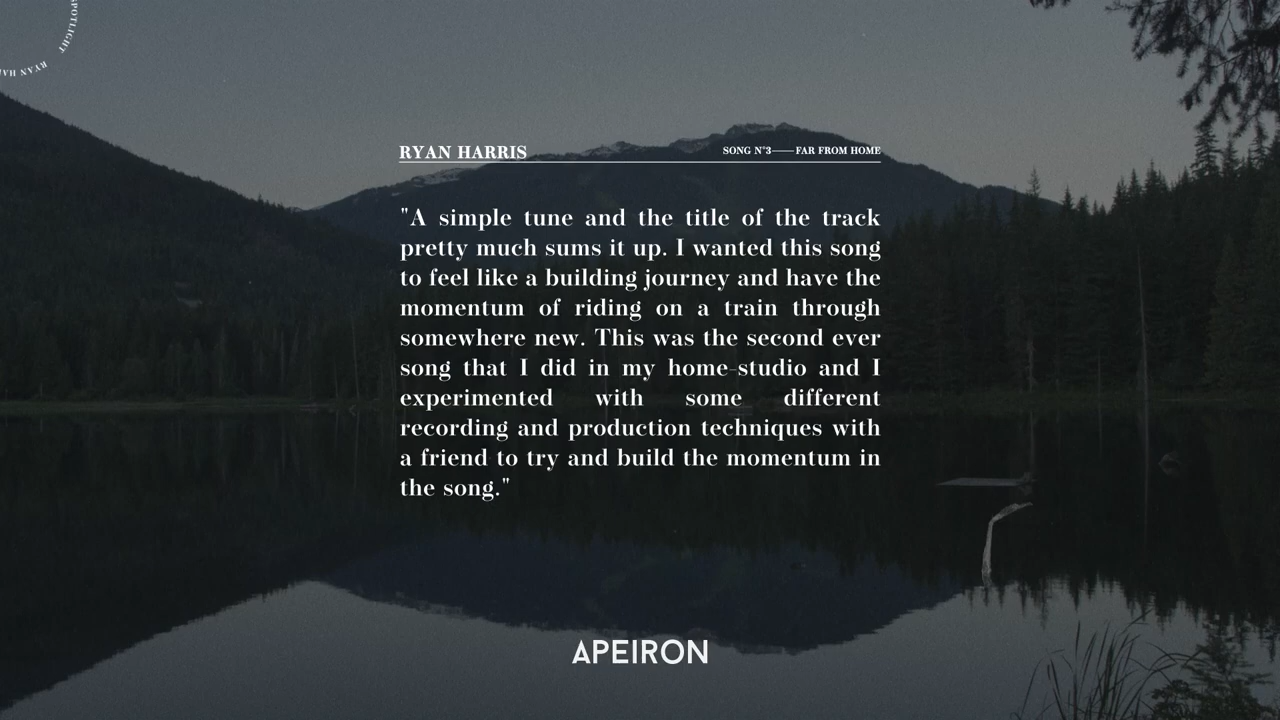 SPOTLIGHT
RYAN
RYAN HARRIS
SONG N°3——FAR FROM HOME
"A simple tune and the title of the track
pretty much sums it up. I wanted this song
to feel like a building journey and have the
momentum of riding on a train through
somewhere new. This was the second ever
song that I did in my home-studio and I
experimented with some different
recording and production techniques with
a friend to try and build the momentum in
the song."
APEIRON